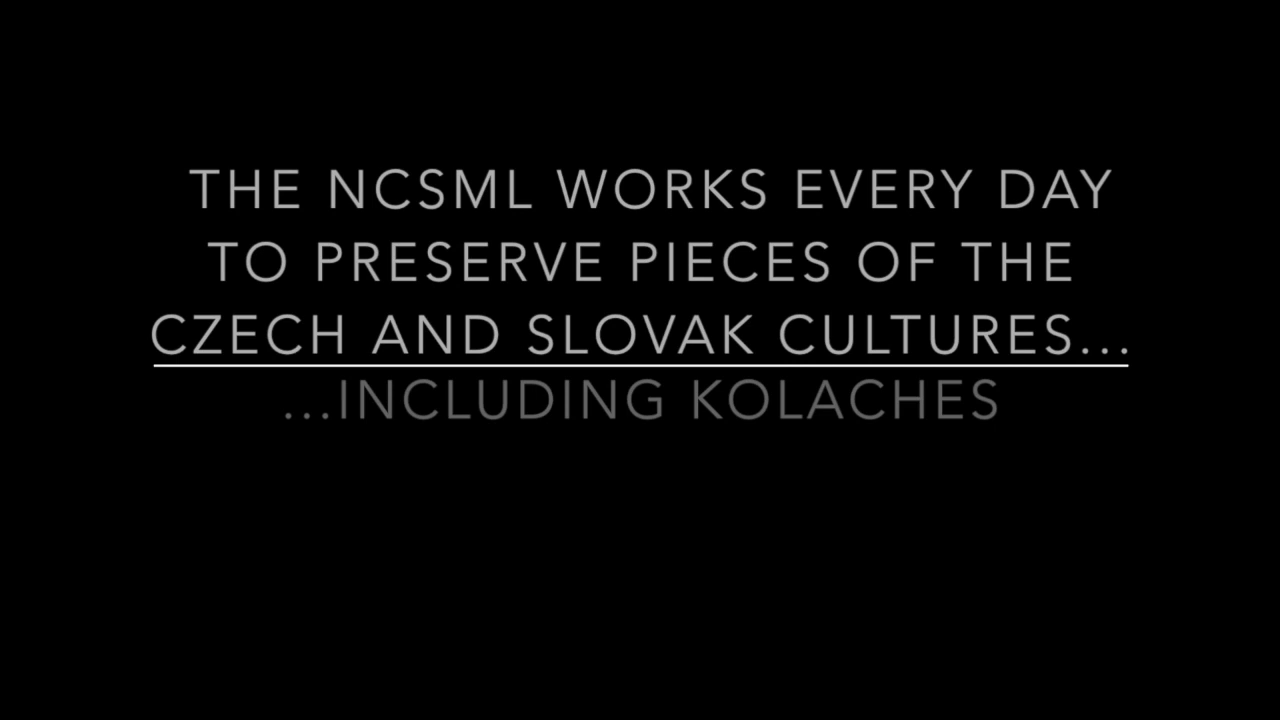 THE NCSML WORKS EVERY DAY
TO PRESERVE PIECES OF THE
CZECH AND SLOVAK CULTURES...
...INCLUDING KOLACHES